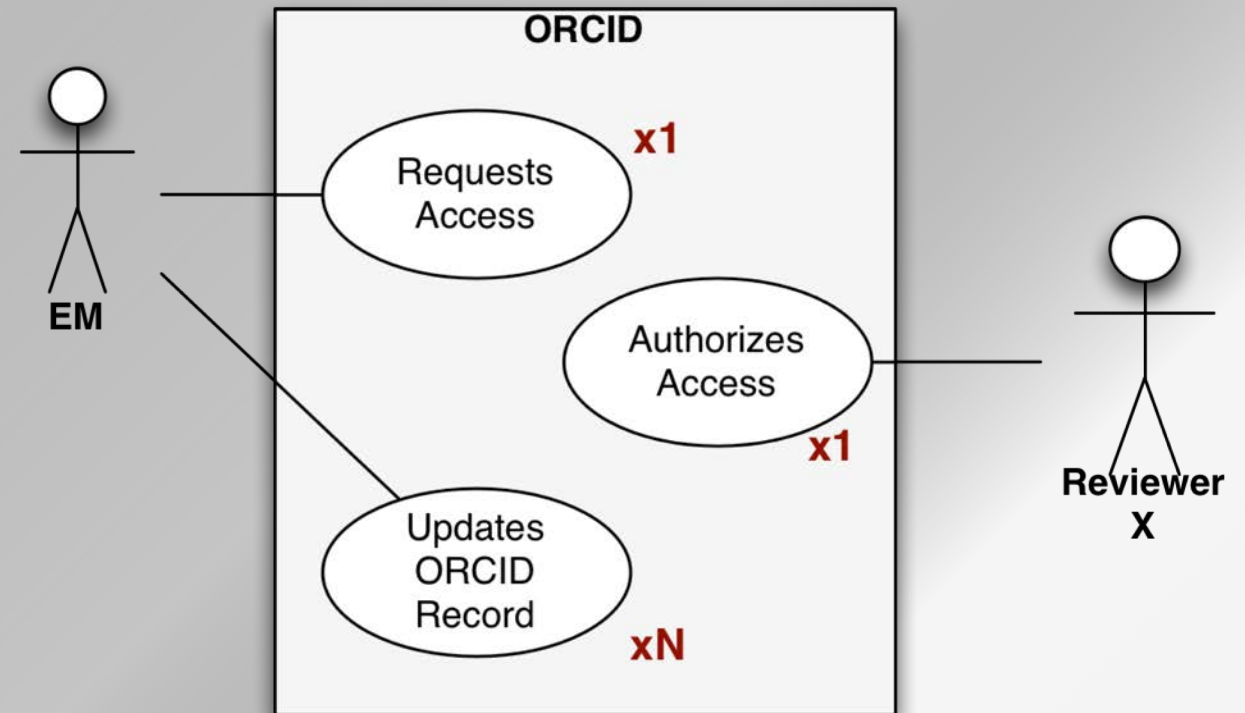 ORCID
Requests
Access
x1
EM
Authorizes
Access
x1
Reviewer
X
Updates
ORCID
Record
xN